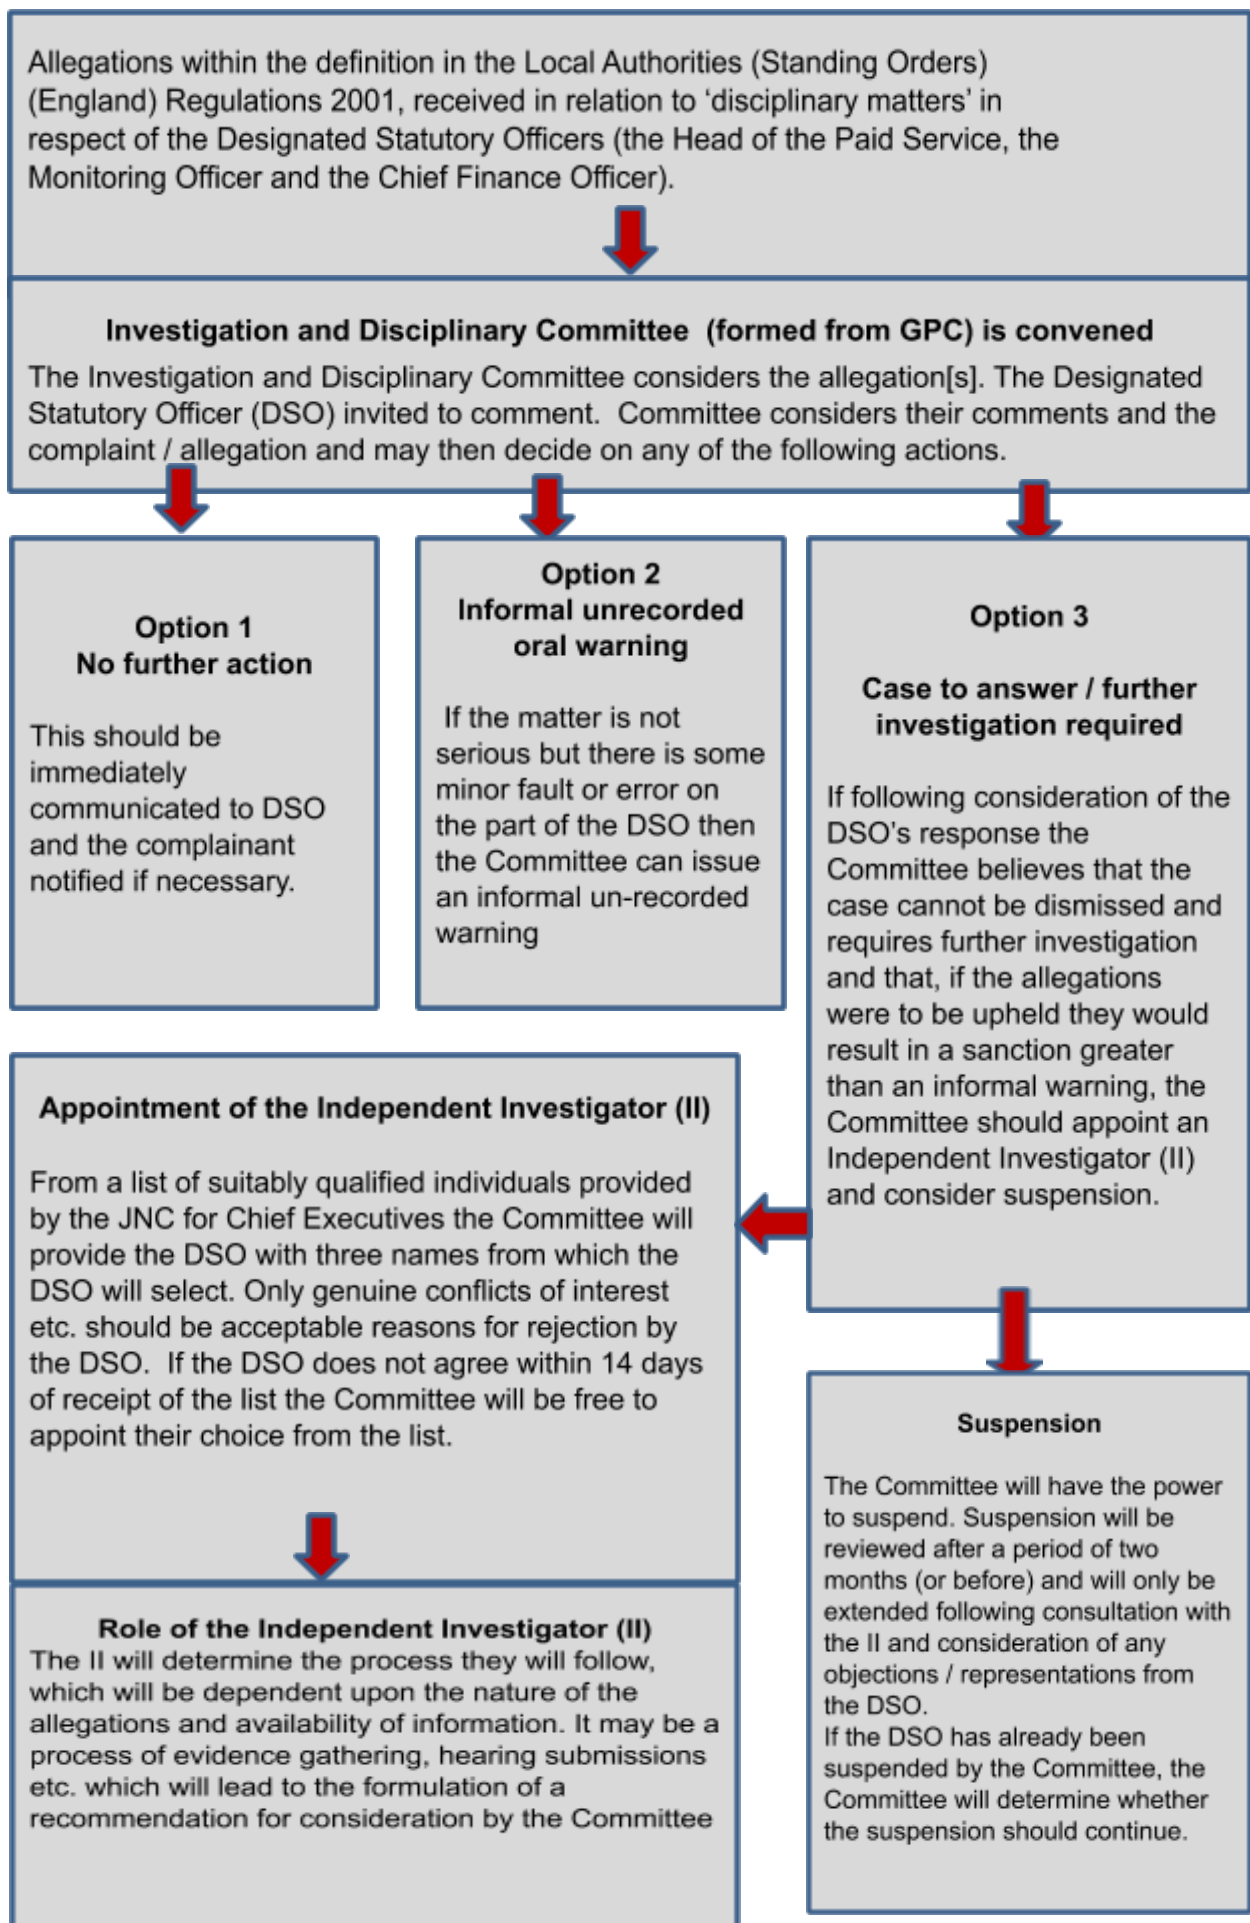 Allegations within the definition in the Local Authorities (Standing Orders)
(England) Regulations 2001, received in relation to ‘disciplinary matters’ in
respect of the Designated Statutory Officers (the Head of the Paid Service, the
Monitoring Officer and the Chief Finance Officer).
Investigation and Disciplinary Committee (formed from GPC) is convened
The Investigation and Disciplinary Committee considers the allegation[s]. The Designated
Statutory Officer (DSO) invited to comment. Committee considers their comments and the
complaint / allegation and may then decide on any of the following actions.
Option 1
No further action
This should be
immediately
communicated to DSO
and the complainant
notified if necessary.
Option 2
Informal unrecorded
oral warning
If the matter is not
serious but there is some
minor fault or error on
the part of the DSO then
the Committee can issue
an informal un-recorded
warning
Option 3
Case to answer / further
investigation required
If following consideration of the
DSO’s response the
Committee believes that the
case cannot be dismissed and
requires further investigation
and that, if the allegations
were to be upheld they would
result in a sanction greater
than an informal warning, the
Committee should appoint an
Independent Investigator (II)
and consider suspension.
Appointment of the Independent Investigator (II)
From a list of suitably qualified individuals provided
by the JNC for Chief Executives the Committee will
provide the DSO with three names from which the
DSO will select. Only genuine conflicts of interest
etc. should be acceptable reasons for rejection by
the DSO. If the DSO does not agree within 14 days
of receipt of the list the Committee will be free to
appoint their choice from the list.
Role of the Independent Investigator (II)
The II will determine the process they will follow,
which will be dependent upon the nature of the
allegations and availability of information. It may be a
process of evidence gathering, hearing submissions
etc. which will lead to the formulation of a
recommendation for consideration by the Committee
Suspension
The Committee will have the power
to suspend. Suspension will be
reviewed after a period of two
months (or before) and will only be
extended following consultation with
the II and consideration of any
objections / representations from
the DSO.
If the DSO has already been
suspended by the Committee, the
Committee will determine whether
the suspension should continue.